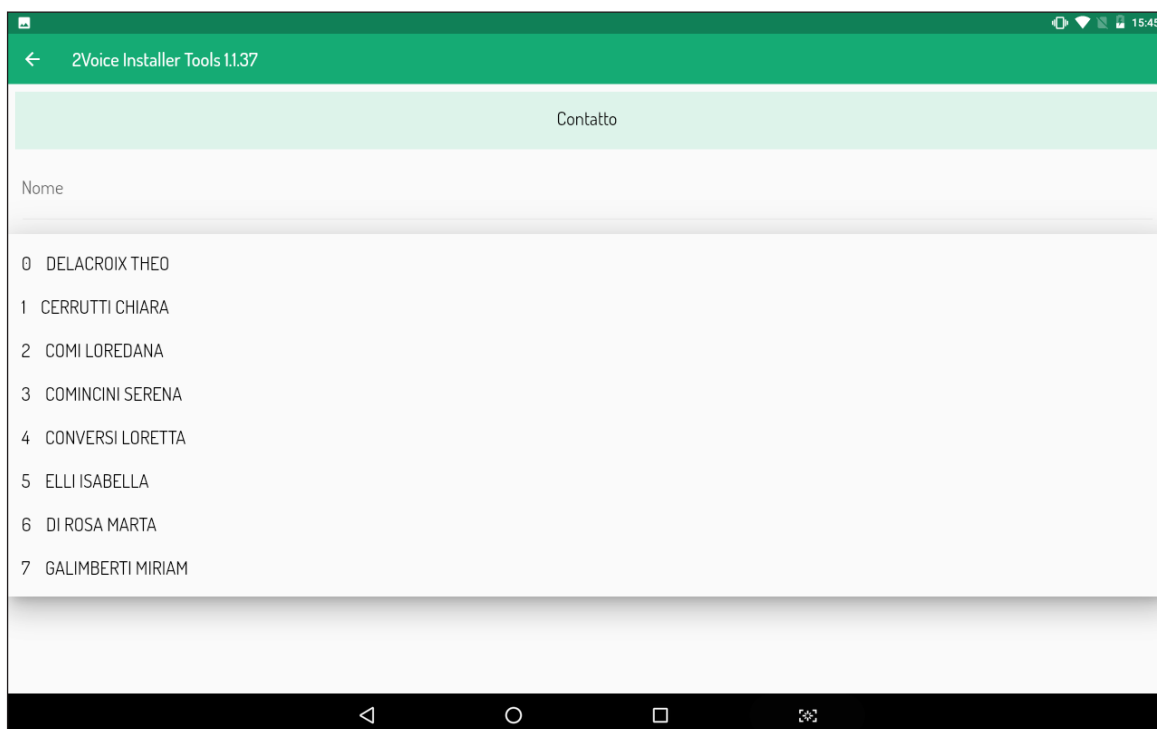 15:45
2Voice Installer Tools 1.1.37
Contatto
Nome
0 DELACROIX THEO
1 CERRUTTI CHIARA
2 COMI LOREDANA
3 COMINCINI SERENA
4 CONVERSI LORETTA
5 ELLI ISABELLA
6 DI ROSA MARTA
7 GALIMBERTI MIRIAM